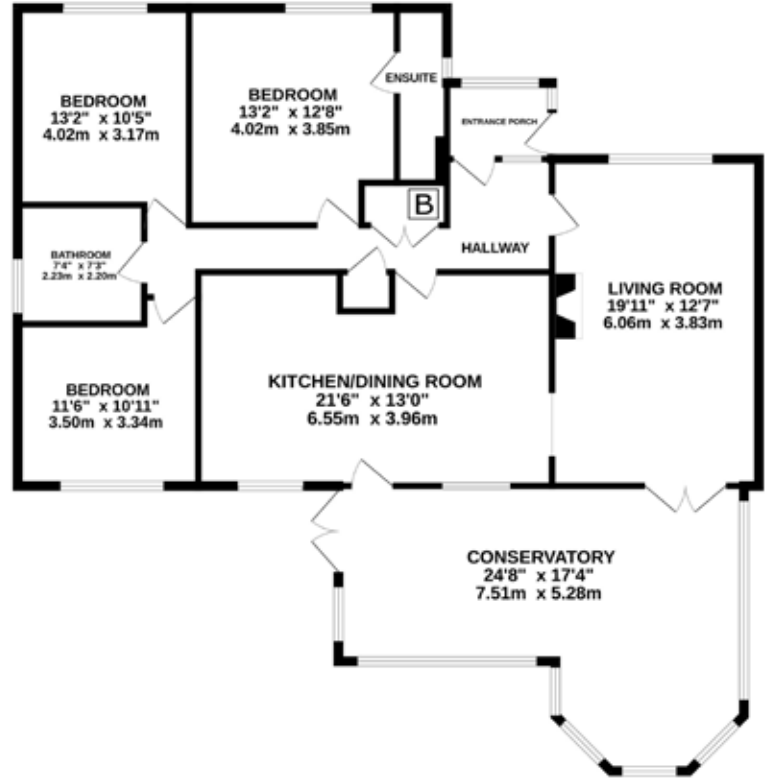 BEDROOM
13'2" x 10'5"
4.02m x 3.17m
BEDROOM
13'2" x 12'8"
4.02m x 3.85m
ENSUITE
ENTRANCE PORCH
B
HALLWAY
BATHROOM
7'4" x 7'3"
2.23m x 2.20m
LIVING ROOM
19'11" x 12'7"
6.06m x 3.83m
BEDROOM
11'6" x 10'11"
3.50m x 3.34m
KITCHEN/DINING ROOM
21'6" x 13'0"
6.55m x 3.96m
CONSERVATORY
24'8" x 17'4"
7.51m x 5.28m